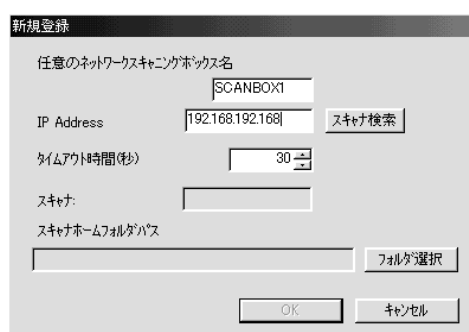 新規登録
任意のネットワークスキャニングボックス名
SCANBOX1
IP Address 192.168.192.168 スキャナ検索
タイムアウト時間(秒) 30
スキャナ:
スキャナホームフォルダパス
フォルダ選択
OK キャンセル